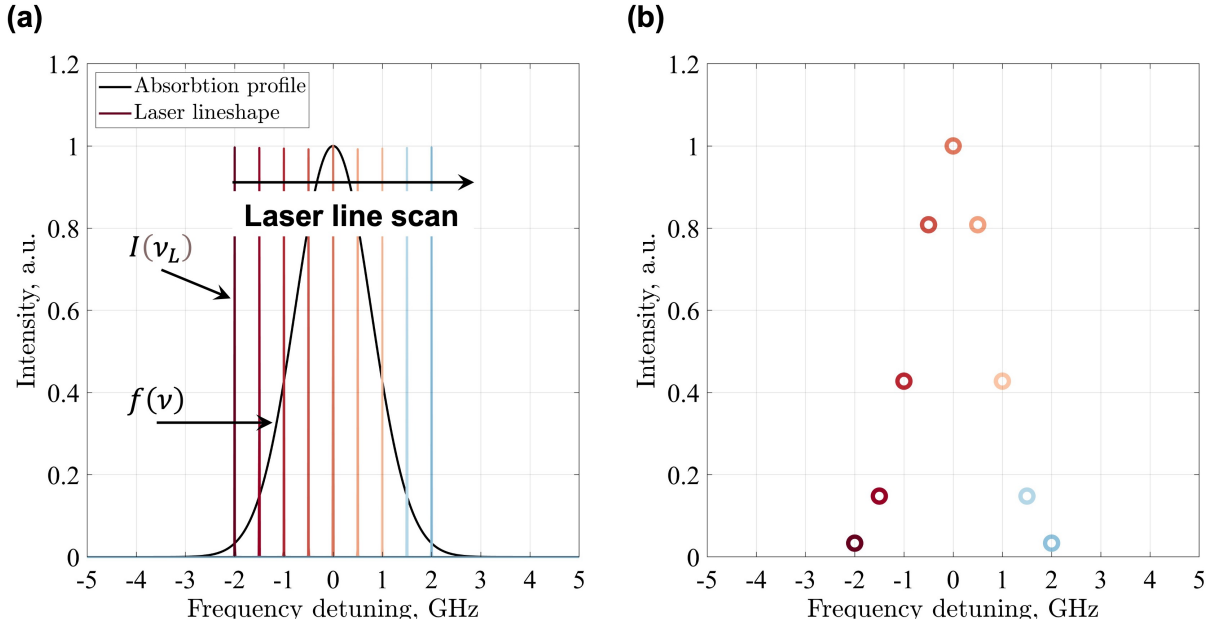 (a)
1.2
1
0.8
0.6
0.4
0.2
0
Intensity, a.u.
Absorbtion profile
Laser lineshape
Laser line scan
I(ν_L)
f(ν)
-5 -4 -3 -2 -1 0 1 2 3 4 5
Frequency detuning, GHz
(b)
1.2
1
0.8
0.6
0.4
0.2
0
Intensity, a.u.
-5 -4 -3 -2 -1 0 1 2 3 4 5
Frequency detuning, GHz